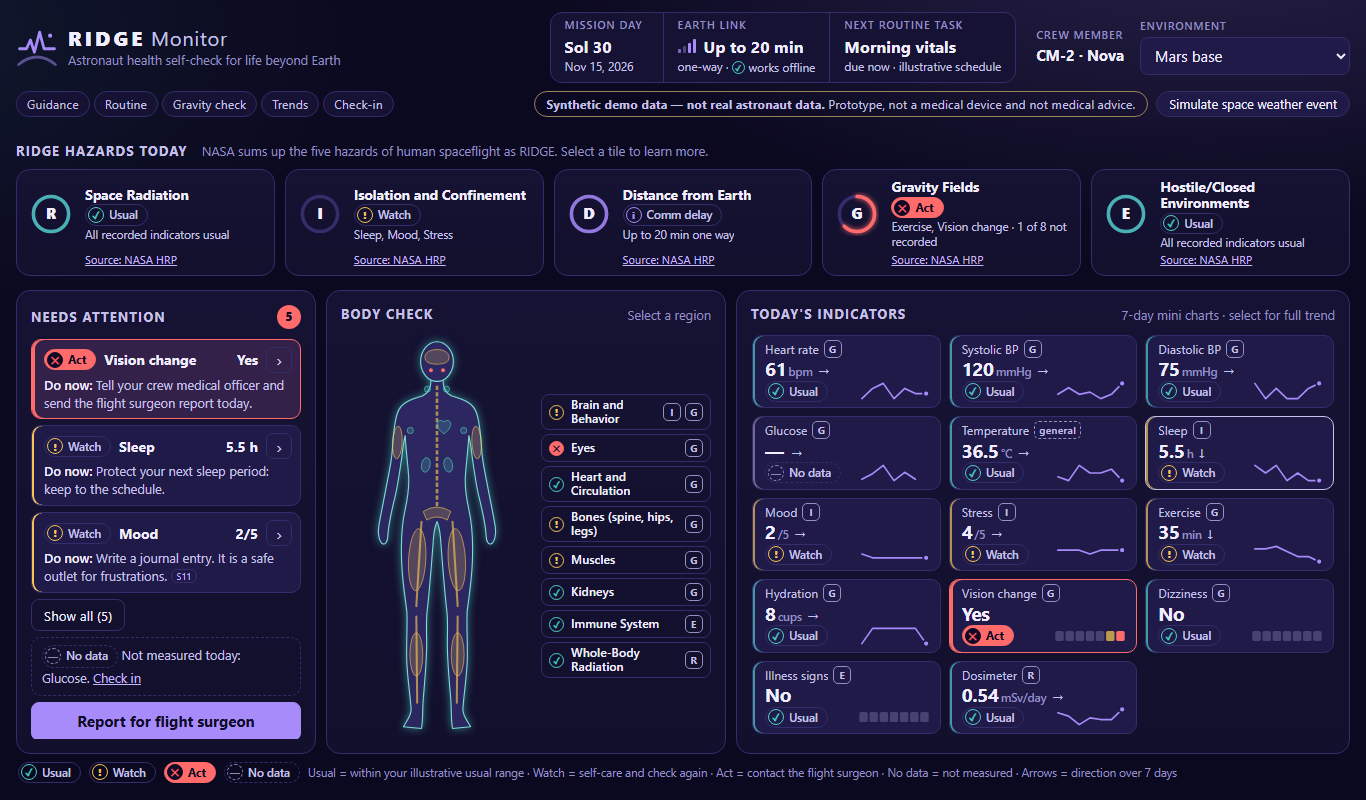 RIDGE Monitor
Astronaut health self-check for life beyond Earth
MISSION DAY
Sol 30
Nov 15, 2026
EARTH LINK
Up to 20 min
one-way · works offline
NEXT ROUTINE TASK
Morning vitals
due now · illustrative schedule
CREW MEMBER
CM-2 · Nova
ENVIRONMENT
Mars base
Guidance
Routine
Gravity check
Trends
Check-in
Synthetic demo data — not real astronaut data. Prototype, not a medical device and not medical advice.
Simulate space weather event
RIDGE HAZARDS TODAY
NASA sums up the five hazards of human spaceflight as RIDGE. Select a tile to learn more.
R
Space Radiation
Usual
All recorded indicators usual
Source: NASA HRP
I
Isolation and Confinement
Watch
Sleep, Mood, Stress
Source: NASA HRP
D
Distance from Earth
Comm delay
Up to 20 min one way
Source: NASA HRP
G
Gravity Fields
Act
Exercise, Vision change · 1 of 8 not
recorded
Source: NASA HRP
E
Hostile/Closed
Environments
Usual
All recorded indicators usual
Source: NASA HRP
NEEDS ATTENTION
5
Act Vision change Yes ›
Do now: Tell your crew medical officer and
send the flight surgeon report today.
Watch Sleep 5.5 h ›
Do now: Protect your next sleep period:
keep to the schedule.
Watch Mood 2/5 ›
Do now: Write a journal entry. It is a safe
outlet for frustrations. S11
Show all (5)
No data Not measured today:
Glucose. Check in
Report for flight surgeon
BODY CHECK
Select a region
Brain and
Behavior
I G
Eyes G
Heart and
Circulation
G
Bones (spine, hips,
legs)
G
Muscles G
Kidneys G
Immune System E
Whole-Body
Radiation
R
TODAY'S INDICATORS
7-day mini charts · select for full trend
Heart rate G
61 bpm →
Usual
Systolic BP G
120 mmHg →
Usual
Diastolic BP G
75 mmHg →
Usual
Glucose G
— →
No data
Temperature general
36.5 °C →
Usual
Sleep I
5.5 h ↓
Watch
Mood I
2 /5 →
Watch
Stress I
4 /5 →
Watch
Exercise G
35 min ↓
Watch
Hydration G
8 cups →
Usual
Vision change G
Yes
Act
Dizziness G
No
Usual
Illness signs E
No
Usual
Dosimeter R
0.54 mSv/day →
Usual
Usual
Watch
Act
No data
Usual = within your illustrative usual range · Watch = self-care and check again · Act = contact the flight surgeon · No data = not measured · Arrows = direction over 7 days